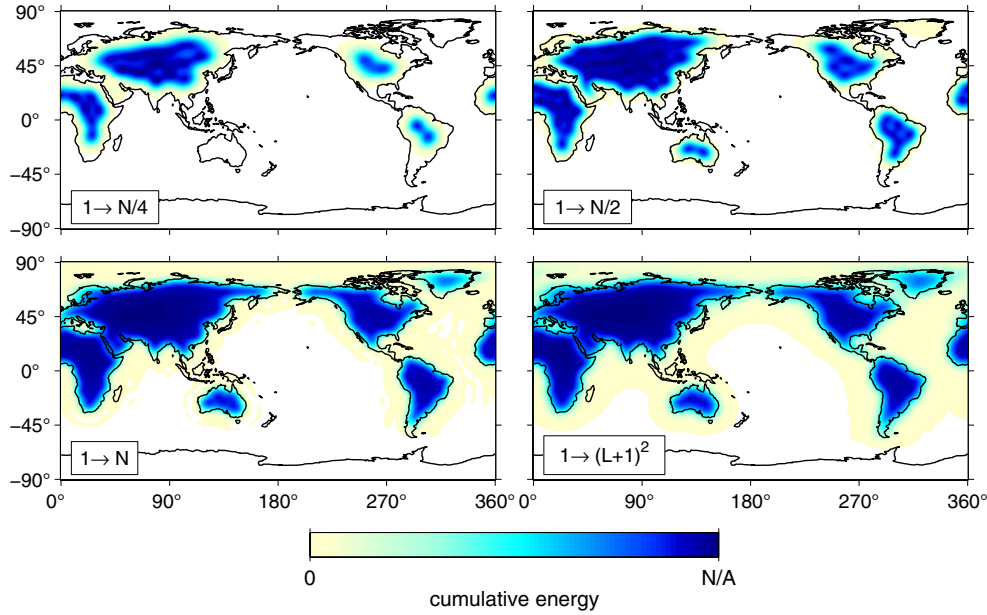 90°
45°
0°
−45°
−90°
1→ N/4
1→ N/2
90°
45°
0°
−45°
−90°
1→ N
1→ (L+1)²
0° 90° 180° 270° 360° 0° 90° 180° 270° 360°
0 N/A
cumulative energy